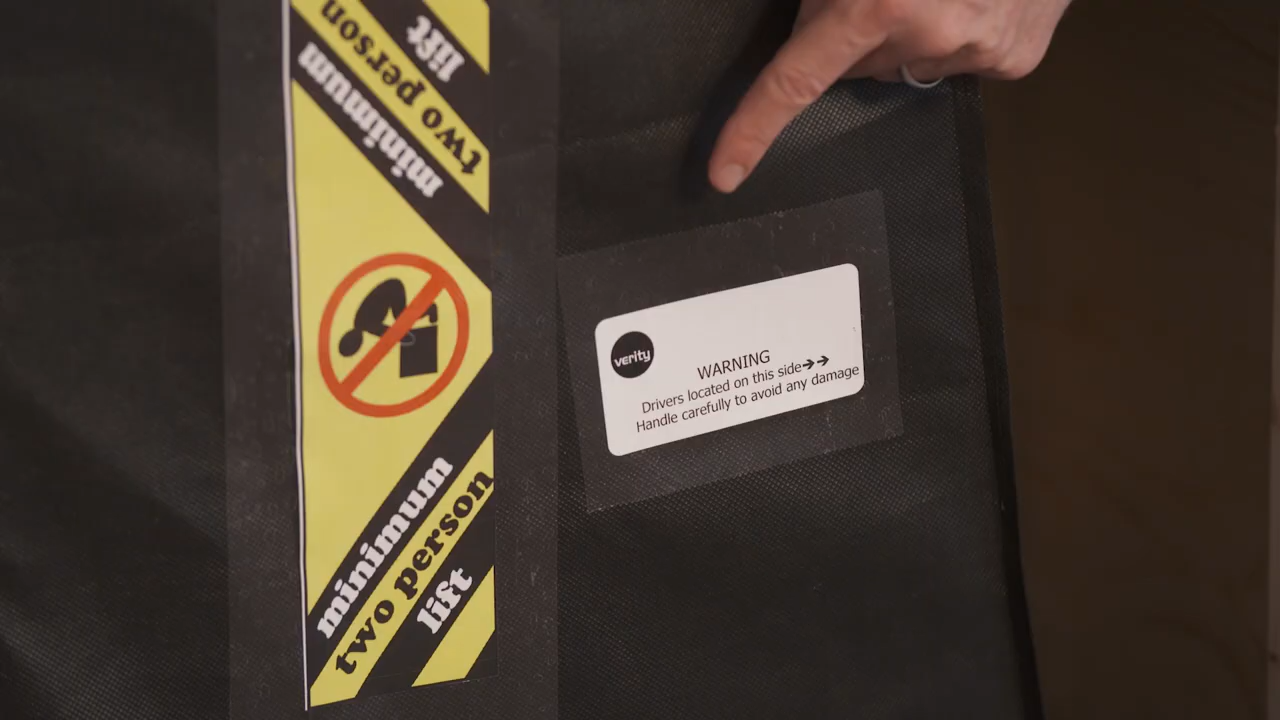 lift
two person
minimum
verity
WARNING
Drivers located on this side➔➔
Handle carefully to avoid any damage
minimum
two person
lift